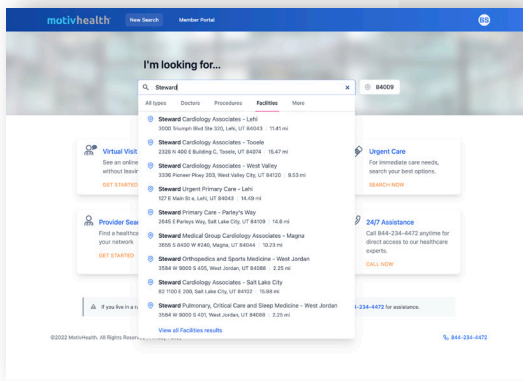 motivhealth
New Search
Member Portal
BS
I'm looking for...
Steward
×
84009
All types
Doctors
Procedures
Facilities
More
Steward Cardiology Associates - Lehi
3000 Triumph Blvd Ste 320, Lehi, UT 84043 | 11.41 mi
Steward Cardiology Associates - Tooele
2326 N 400 E Building C, Tooele, UT 84074 | 15.47 mi
Steward Cardiology Associates - West Valley
3336 Pioneer Pkwy 203, West Valley City, UT 84120 | 9.53 mi
Steward Urgent Primary Care - Lehi
127 E Main St e, Lehi, UT 84043 | 14.49 mi
Steward Primary Care - Parley's Way
2645 E Parleys Way, Salt Lake City, UT 84109 | 14.6 mi
Steward Medical Group Cardiology Associates - Magna
3655 S 8400 W #240, Magna, UT 84044 | 10.23 mi
Steward Orthopedics and Sports Medicine - West Jordan
3584 W 9000 S 405, West Jordan, UT 84088 | 2.25 mi
Steward Cardiology Associates - Salt Lake City
82 1100 E 200, Salt Lake City, UT 84102 | 15.98 mi
Steward Pulmonary, Critical Care and Sleep Medicine - West Jordan
3584 W 9000 S 401, West Jordan, UT 84088 | 2.25 mi
View all Facilities results
Virtual Visit
See an online
without leavin
GET STARTED
Urgent Care
For immediate care needs,
search your best options.
SEARCH NOW
Provider Sear
Find a healthca
your network
GET STARTED
24/7 Assistance
Call 844-234-4472 anytime for
direct access to our healthcare
experts.
CALL NOW
If you live in a ru
-234-4472 for assistance.
©2022 MotivHealth. All Rights Reserv
844-234-4472